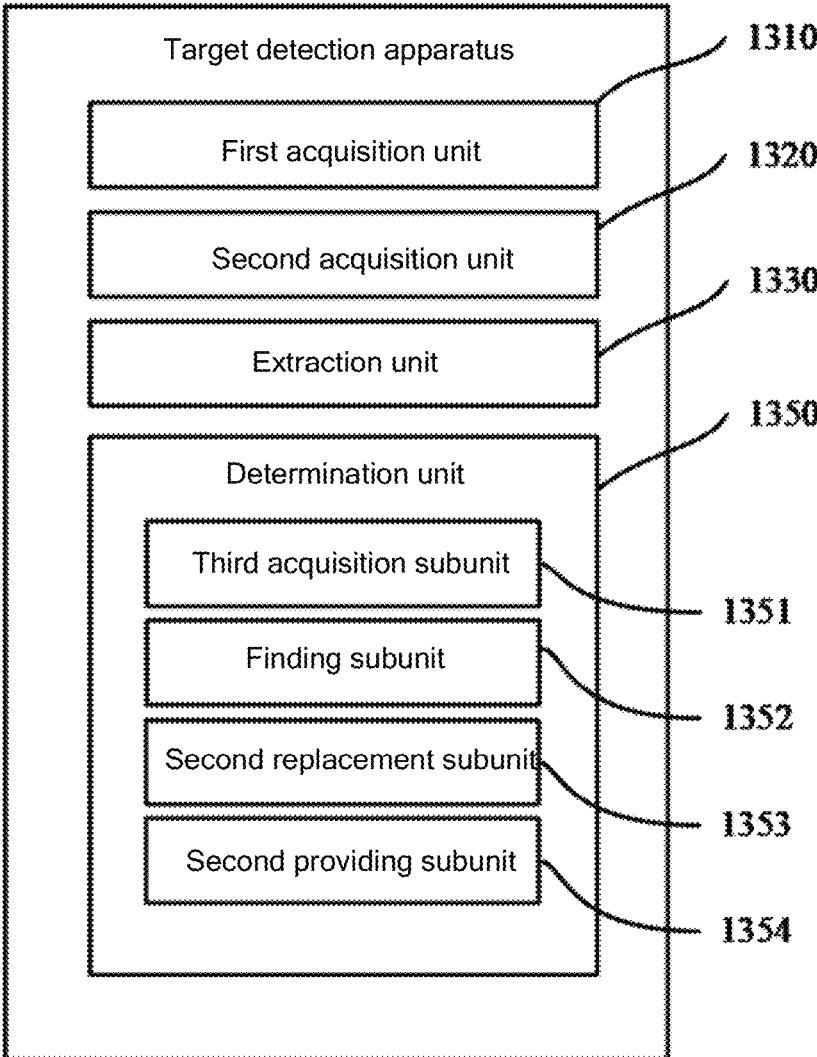 Target detection apparatus
1310
First acquisition unit
1320
Second acquisition unit
1330
Extraction unit
1350
Determination unit
Third acquisition subunit
1351
Finding subunit
1352
Second replacement subunit
1353
Second providing subunit
1354